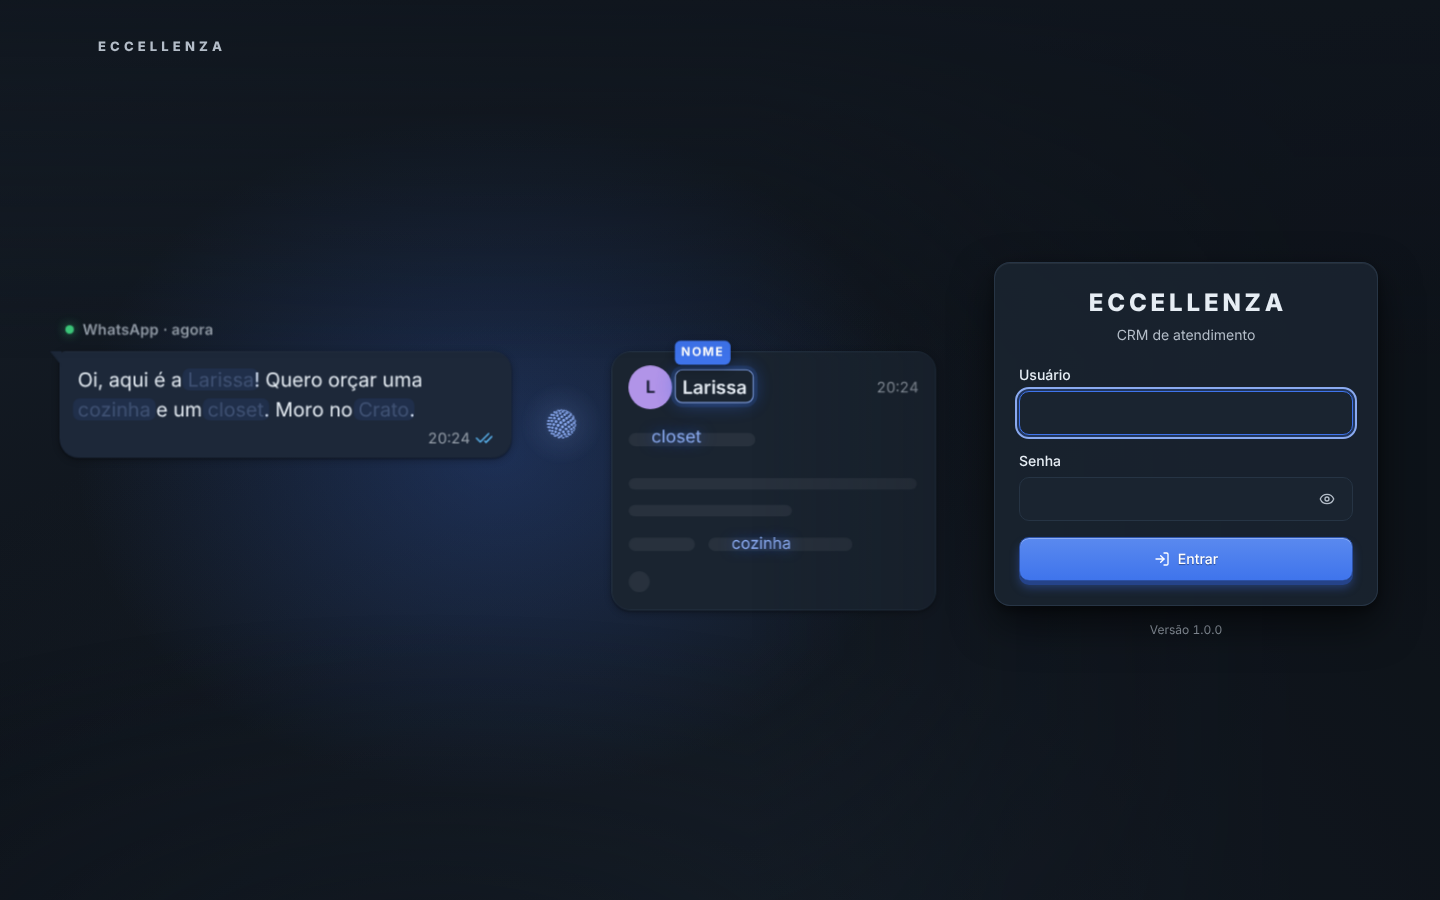 ECCELLENZA
WhatsApp · agora
Oi, aqui é a Larissa! Quero orçar uma
cozinha e um closet. Moro no Crato.
20:24
NOME
L
Larissa
20:24
closet
cozinha
ECCELLENZA
CRM de atendimento
Usuário
Senha
Entrar
Versão 1.0.0